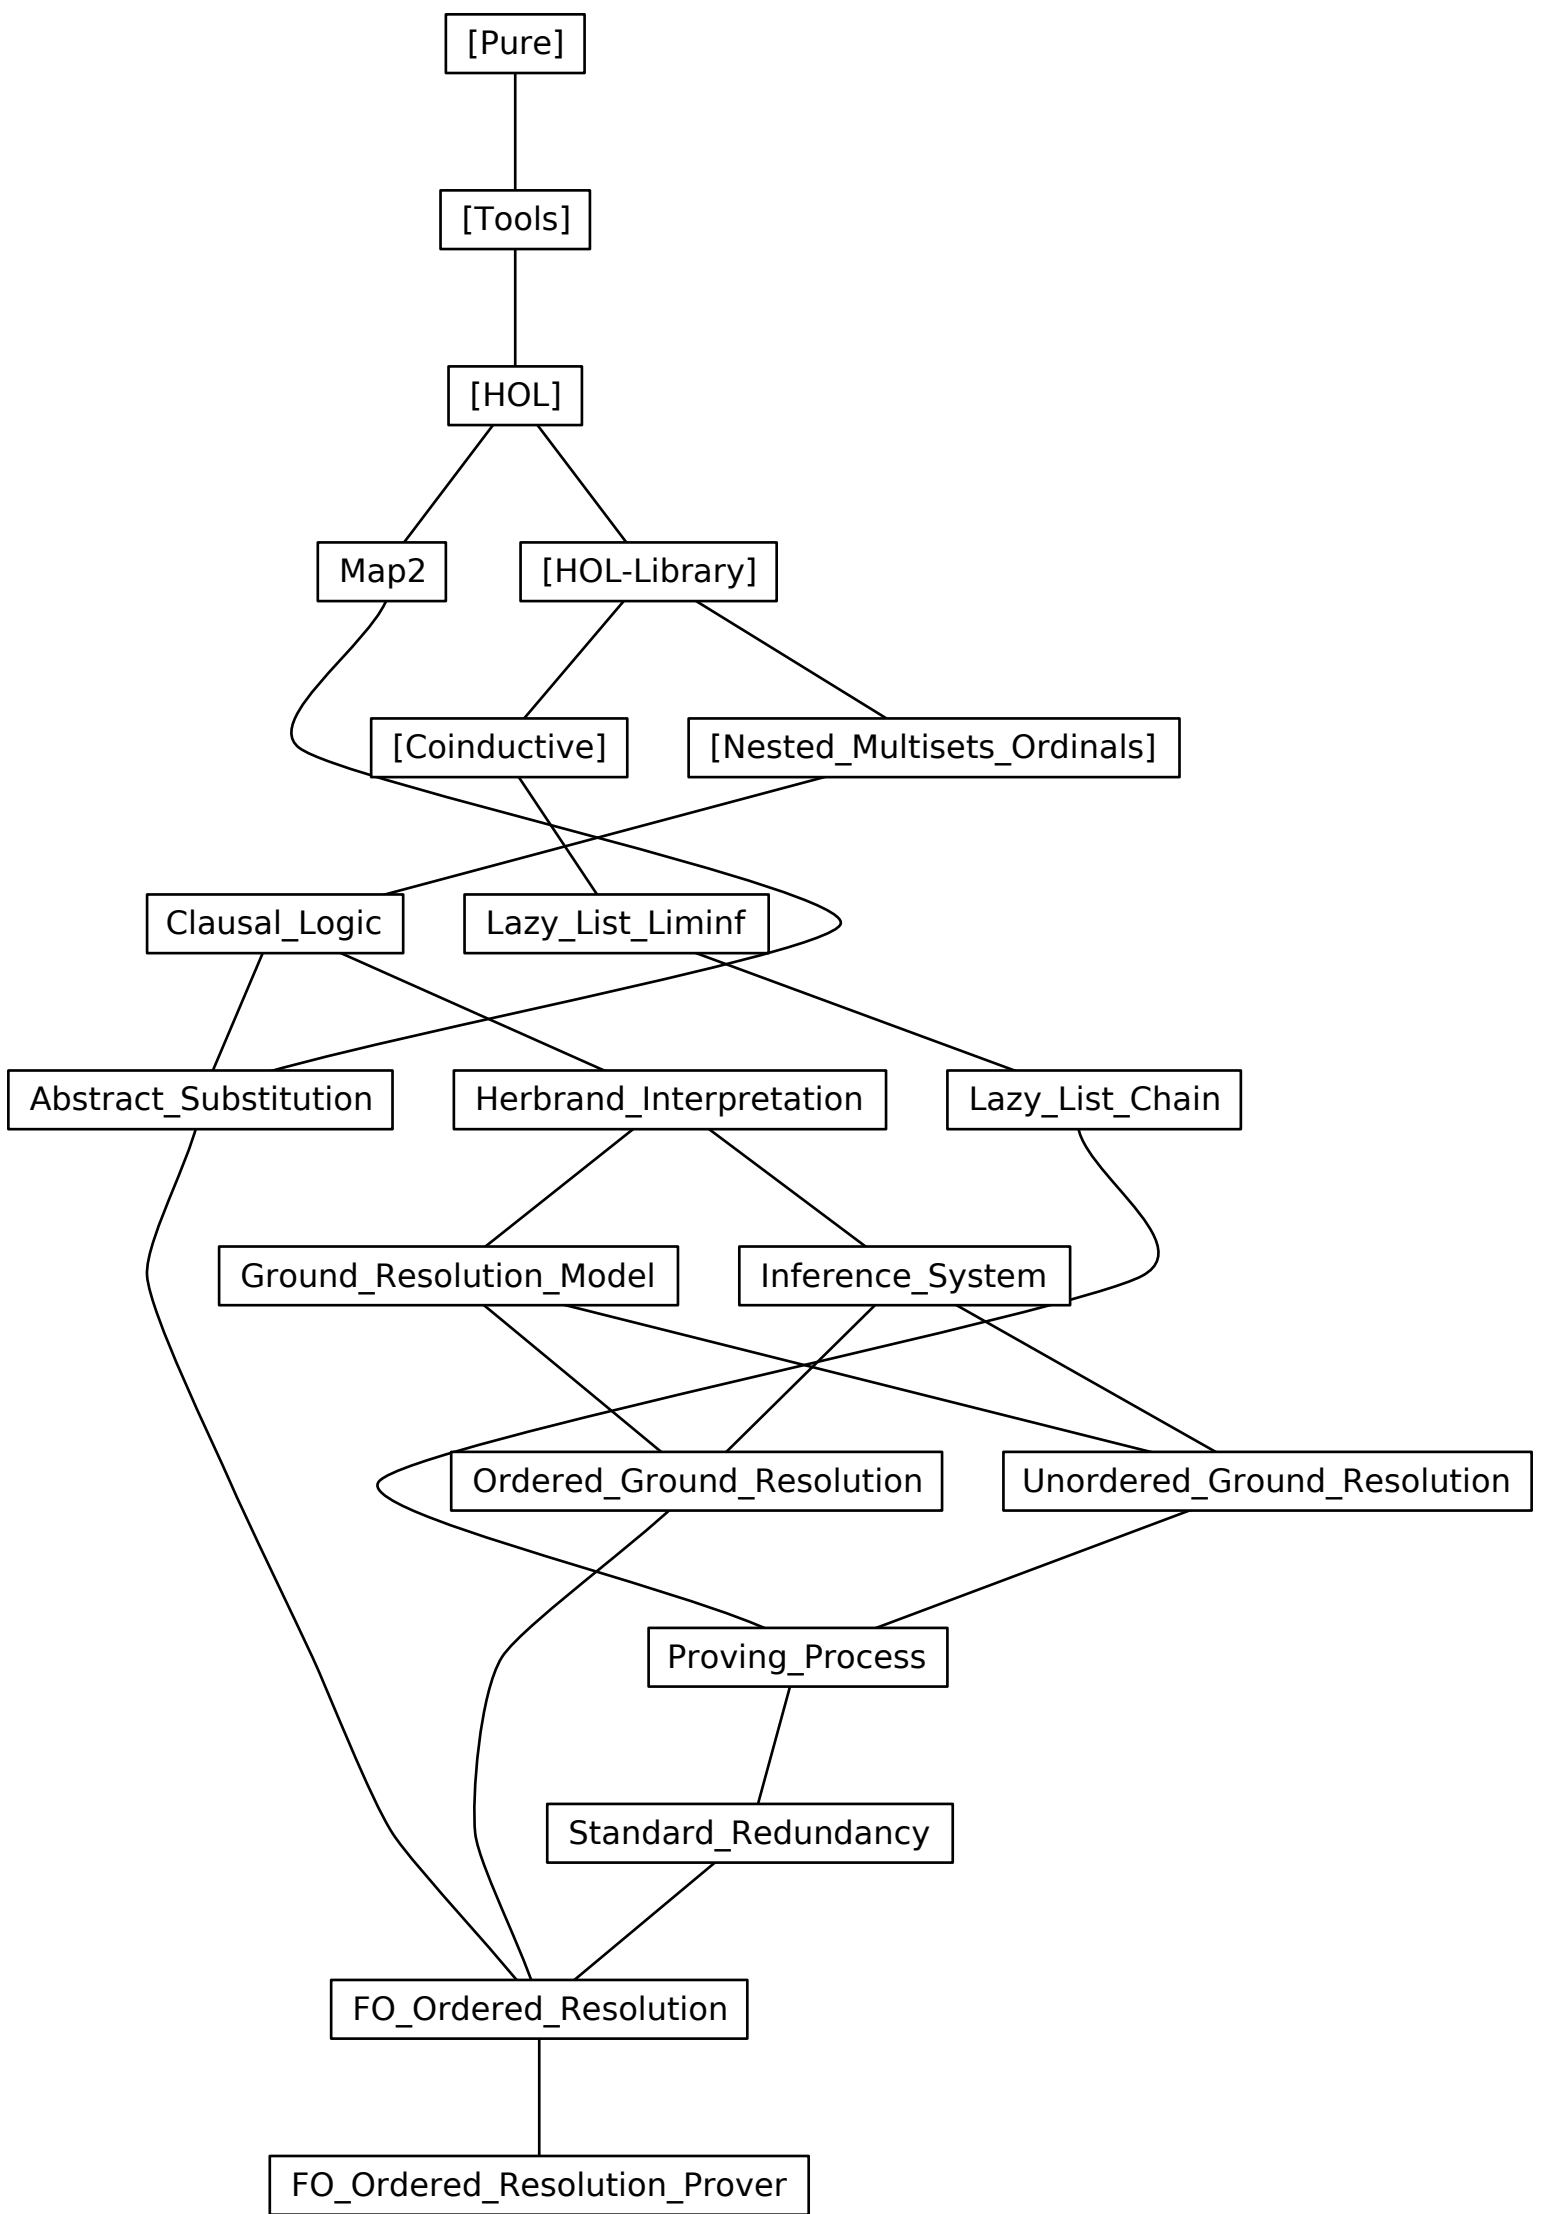 [Pure]
[Tools]
[HOL]
Map2
[HOL-Library]
[Coinductive]
[Nested_Multisets_Ordinals]
Clausal_Logic
Lazy_List_Liminf
Abstract_Substitution
Herbrand_Interpretation
Lazy_List_Chain
Ground_Resolution_Model
Inference_System
Ordered_Ground_Resolution
Unordered_Ground_Resolution
Proving_Process
Standard_Redundancy
FO_Ordered_Resolution
FO_Ordered_Resolution_Prover